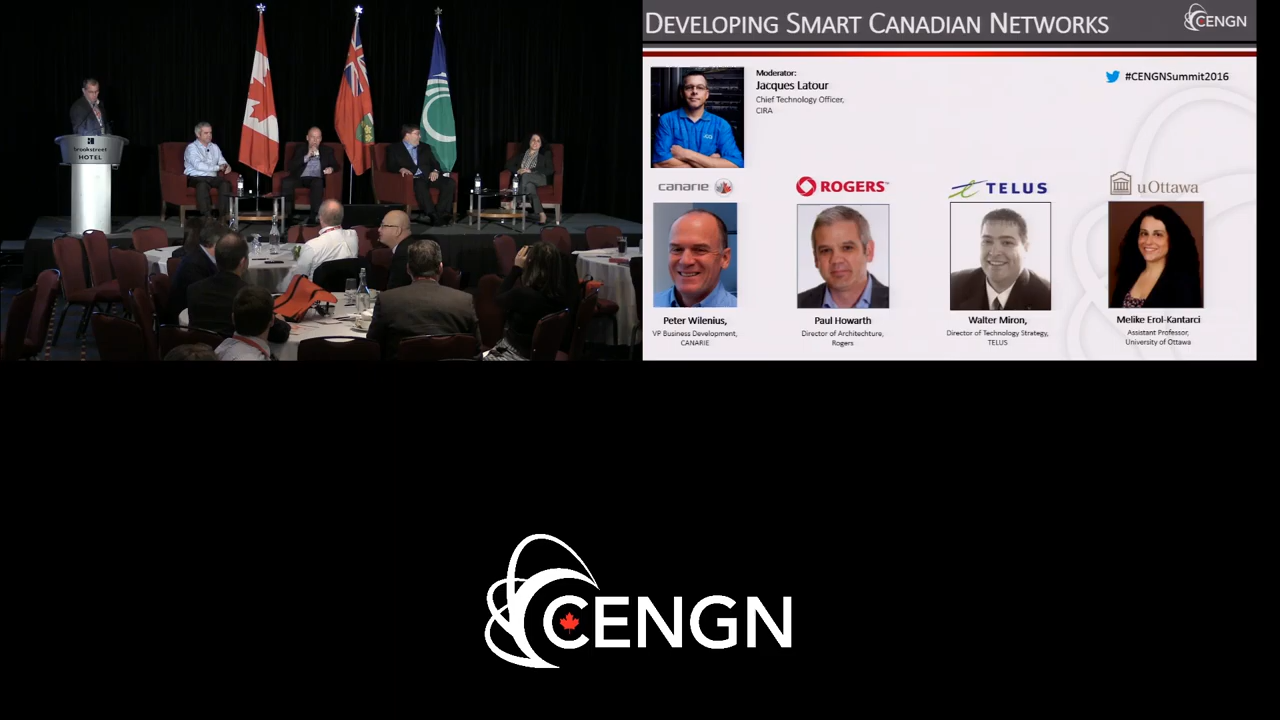 brookstreet
HOTEL
DEVELOPING SMART CANADIAN NETWORKS
CENGN
Moderator:
Jacques Latour
Chief Technology Officer,
CIRA
#CENGNSummit2016
canarie
ROGERS™
TELUS
uOttawa
Peter Wilenius,
VP Business Development,
CANARIE
Paul Howarth
Director of Architechture,
Rogers
Walter Miron,
Director of Technology Strategy,
TELUS
Melike Erol-Kantarci
Assistant Professor,
University of Ottawa
CENGN